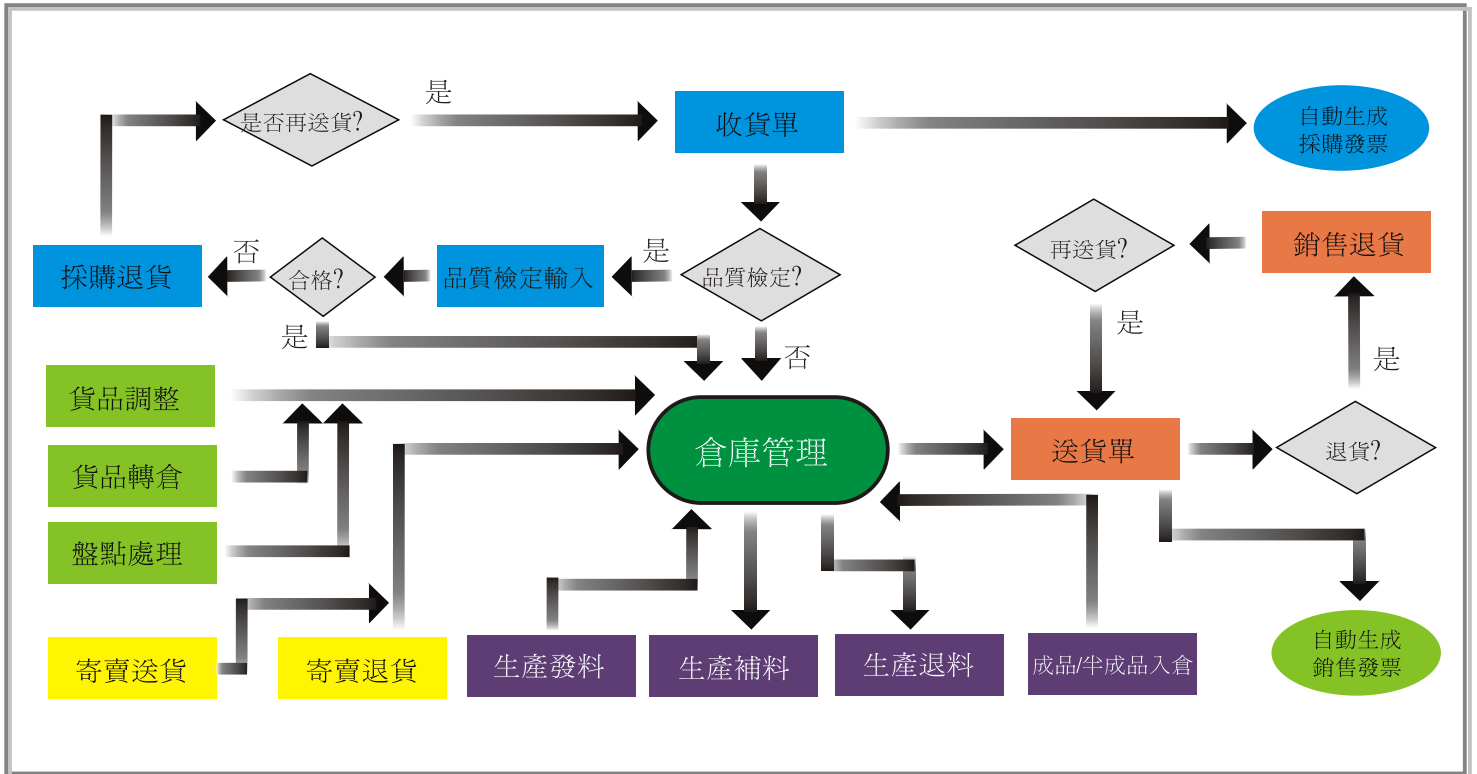 是
是否再送貨?
收貨單
自動生成
採購發票
再送貨?
銷售退貨
否
是
採購退貨
合格?
品質檢定輸入
品質檢定?
是
是
否
是
貨品調整
貨品轉倉
倉庫管理
送貨單
退貨?
盤點處理
寄賣送貨
寄賣退貨
生產發料
生產補料
生產退料
成品/半成品入倉
自動生成
銷售發票